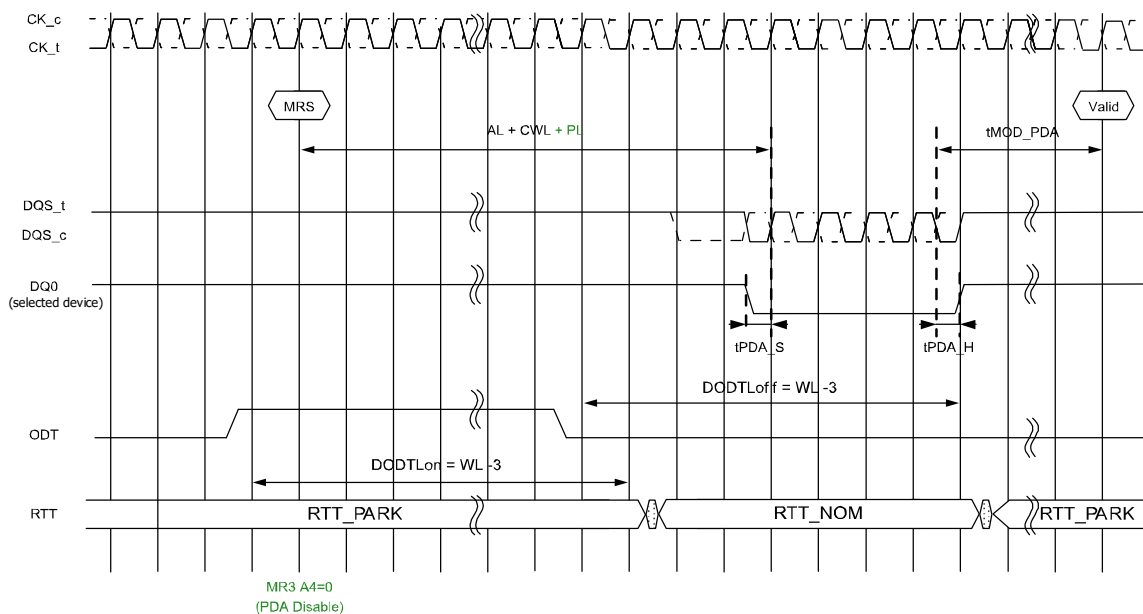 CK_c
CK_t
MRS
Valid
AL + CWL + PL
tMOD_PDA
DQS_t
DQS_c
DQ0
(selected device)
tPDA_S
tPDA_H
DODTLoff = WL -3
ODT
DODTLon = WL -3
RTT
RTT_PARK
RTT_NOM
RTT_PARK
MR3 A4=0
(PDA Disable)